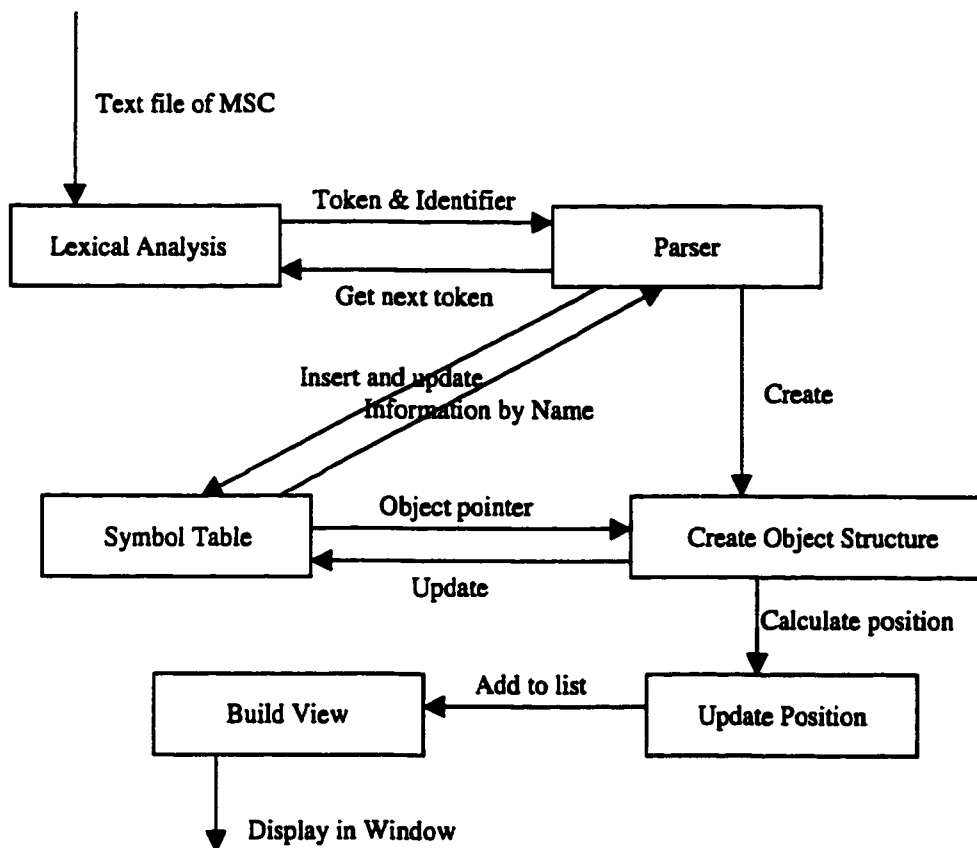 Text file of MSC
Token & Identifier
Lexical Analysis
Parser
Get next token
Insert and update
Information by Name
Create
Object pointer
Symbol Table
Create Object Structure
Update
Calculate position
Add to list
Build View
Update Position
Display in Window